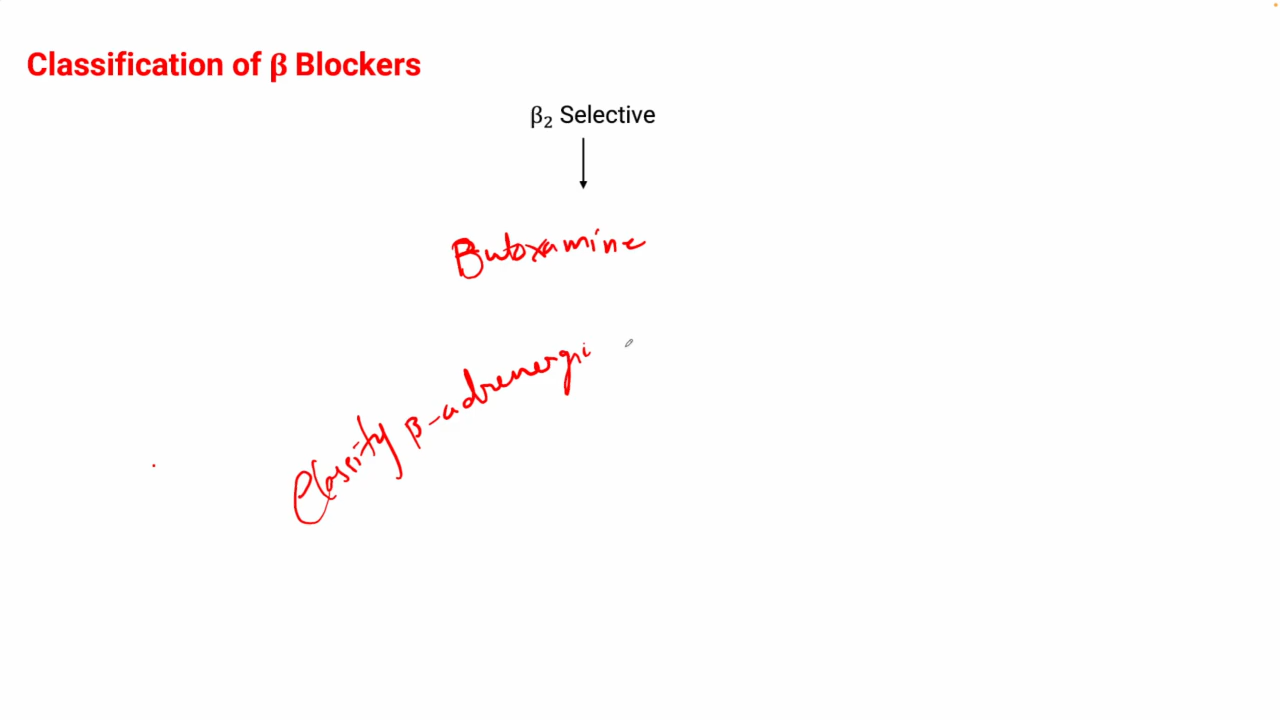 Classification of β Blockers
β₂ Selective
Butoxamine
Classify β-adrenergi